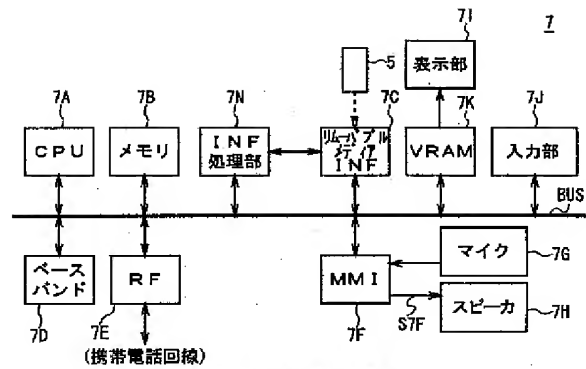 1
7I
5
表示部
7A
7B
7N
7C
7K
7J
CPU
メモリ
INF
処理部
リムーバブル
メディア
INF
VRAM
入力部
BUS
ベース
バンド
RF
MMI
マイク
7G
スピーカ
7H
7D
7E
7F
S7F
(携帯電話回線)